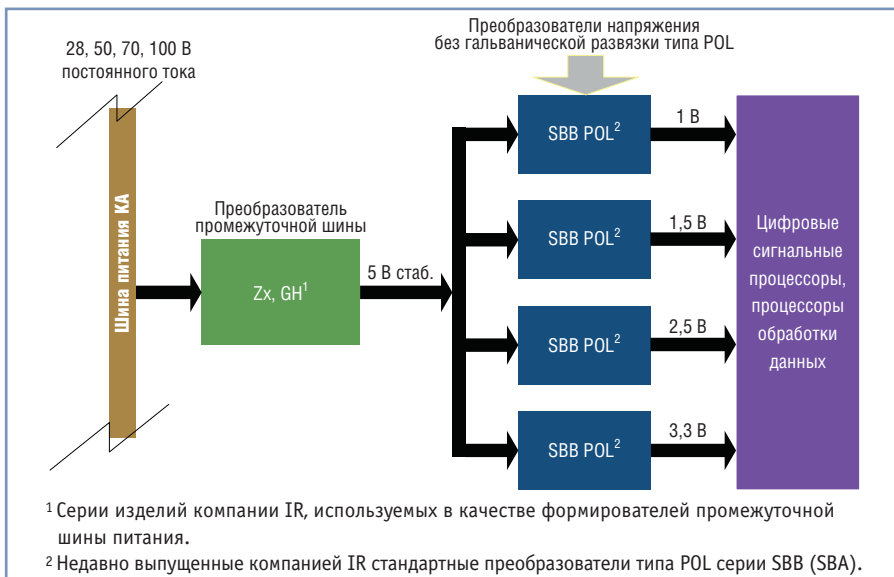 Преобразователи напряжения
без гальванической развязки типа POL
28, 50, 70, 100 В
постоянного тока
Шина питания КА
Преобразователь
промежуточной шины
Zx, GH¹
5 В стаб.
SBB POL²
1 В
SBB POL²
1,5 В
SBB POL²
2,5 В
SBB POL²
3,3 В
Цифровые
сигнальные
процессоры,
процессоры
обработки
данных
¹ Серии изделий компании IR, используемых в качестве формирователей промежуточной
шины питания.
² Недавно выпущенные компанией IR стандартные преобразователи типа POL серии SBB (SBA).